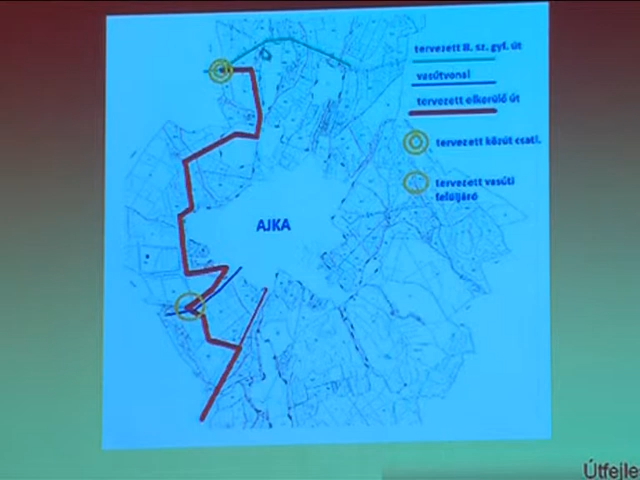 tervezett II. sz. gyf. út
vasútvonal
tervezett elkerülő út
tervezett közút csatl.
tervezett vasúti
felüljáró
AJKA
Útfejle